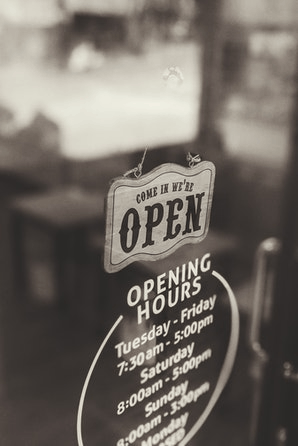 COME IN WE'RE
OPEN
OPENING
HOURS
Tuesday - Friday
7:30am - 5:00pm
Saturday
8:00am - 5:00pm
Sunday
8:00am - 3:00pm
Monday